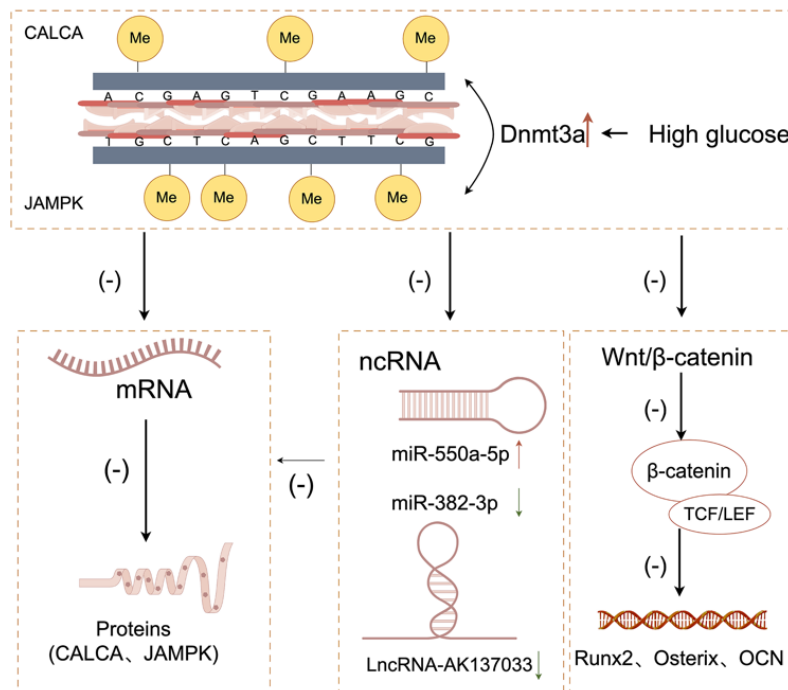 CALCA
Me Me Me
A C G A G T C G A A G C
Dnmt3a
High glucose
T G C T C A G C T T C G
JAMPK
Me Me Me Me
(-) (-) (-)
mRNA
(-)
Proteins
(CALCA、JAMPK)
(-)
ncRNA
miR-550a-5p
miR-382-3p
LncRNA-AK137033
Wnt/β-catenin
(-)
β-catenin
TCF/LEF
(-)
Runx2、Osterix、OCN